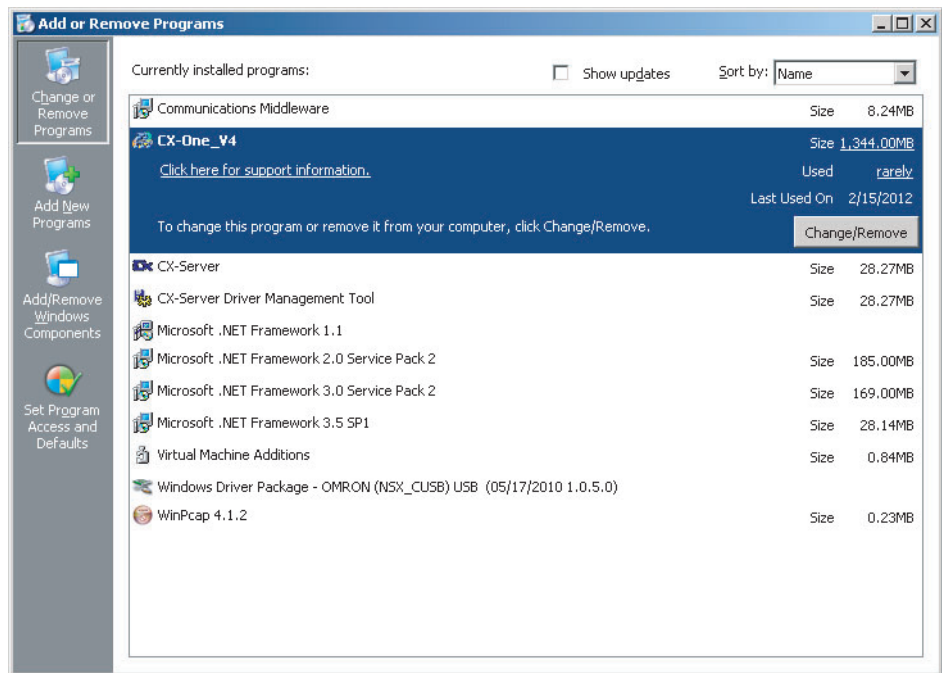 Add or Remove Programs
Change or
Remove
Programs
Add New
Programs
Add/Remove
Windows
Components
Set Program
Access and
Defaults
Currently installed programs: Show updates Sort by: Name
Communications Middleware Size 8.24MB
CX-One_V4 Size 1,344.00MB
Click here for support information. Used rarely
Last Used On 2/15/2012
To change this program or remove it from your computer, click Change/Remove. Change/Remove
CX-Server Size 28.27MB
CX-Server Driver Management Tool Size 28.27MB
Microsoft .NET Framework 1.1
Microsoft .NET Framework 2.0 Service Pack 2 Size 185.00MB
Microsoft .NET Framework 3.0 Service Pack 2 Size 169.00MB
Microsoft .NET Framework 3.5 SP1 Size 28.14MB
Virtual Machine Additions Size 0.84MB
Windows Driver Package - OMRON (NSX_CUSB) USB (05/17/2010 1.0.5.0)
WinPcap 4.1.2 Size 0.23MB